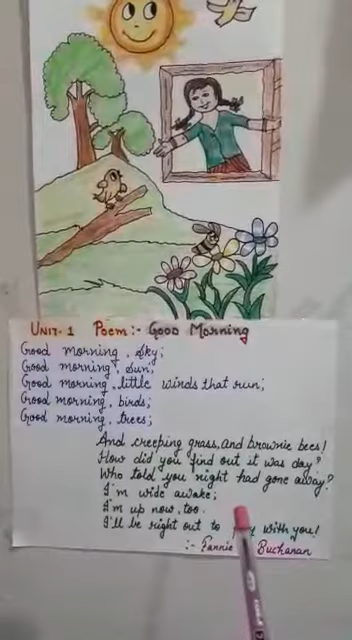 Unit-1 Poem:- Good Morning
Good morning, Sky;
Good morning, Sun,
Good morning, little winds that run;
Good morning, birds;
Good morning, trees;
And creeping grass, and brownie bees!
How did you find out it was day?
Who told you night had gone away?
I'm wide awake;
I'm up now, too.
I'll be right out to with you!
:- Fannie Buchanan